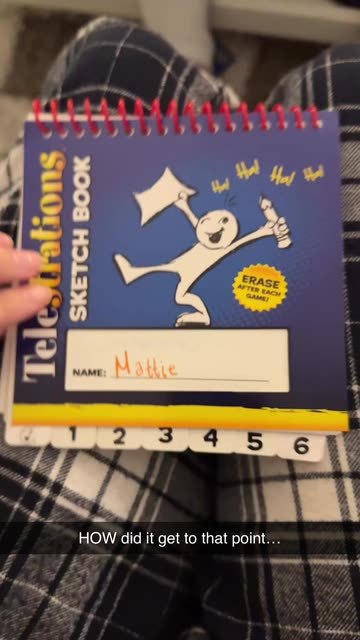 Telestrations
SKETCH BOOK
Ha! Ha! Ha! Ha!
ERASE
AFTER EACH
GAME!
NAME: Mattie
1 2 3 4 5 6
HOW did it get to that point...